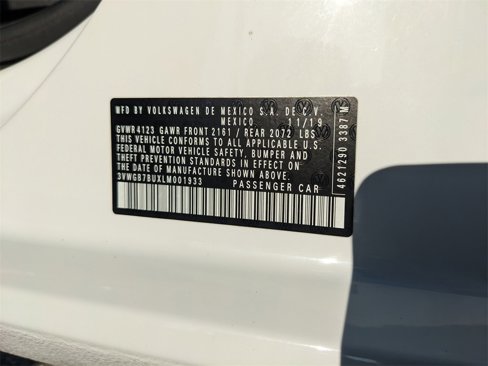 MFD BY VOLKSWAGEN DE MEXICO S.A. DE C.V.
MEXICO 11/19
GVWR 4123 GAWR FRONT 2161 / REAR 2072 LBS
THIS VEHICLE CONFORMS TO ALL APPLICABLE U.S.
FEDERAL MOTOR VEHICLE SAFETY, BUMPER AND
THEFT PREVENTION STANDARDS IN EFFECT ON
THE DATE OF MANUFACTURE SHOWN ABOVE.
3VWGB7BUXLM001933 PASSENGER CAR
4621290 3387 M